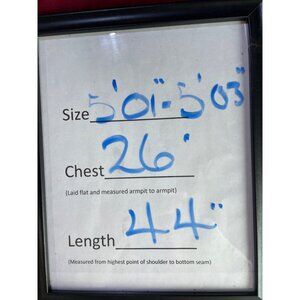 Size 5'01"-5'03"
Chest 26'
(Laid flat and measured armpit to armpit)
Length 44"
(Measured from highest point of shoulder to bottom seam)